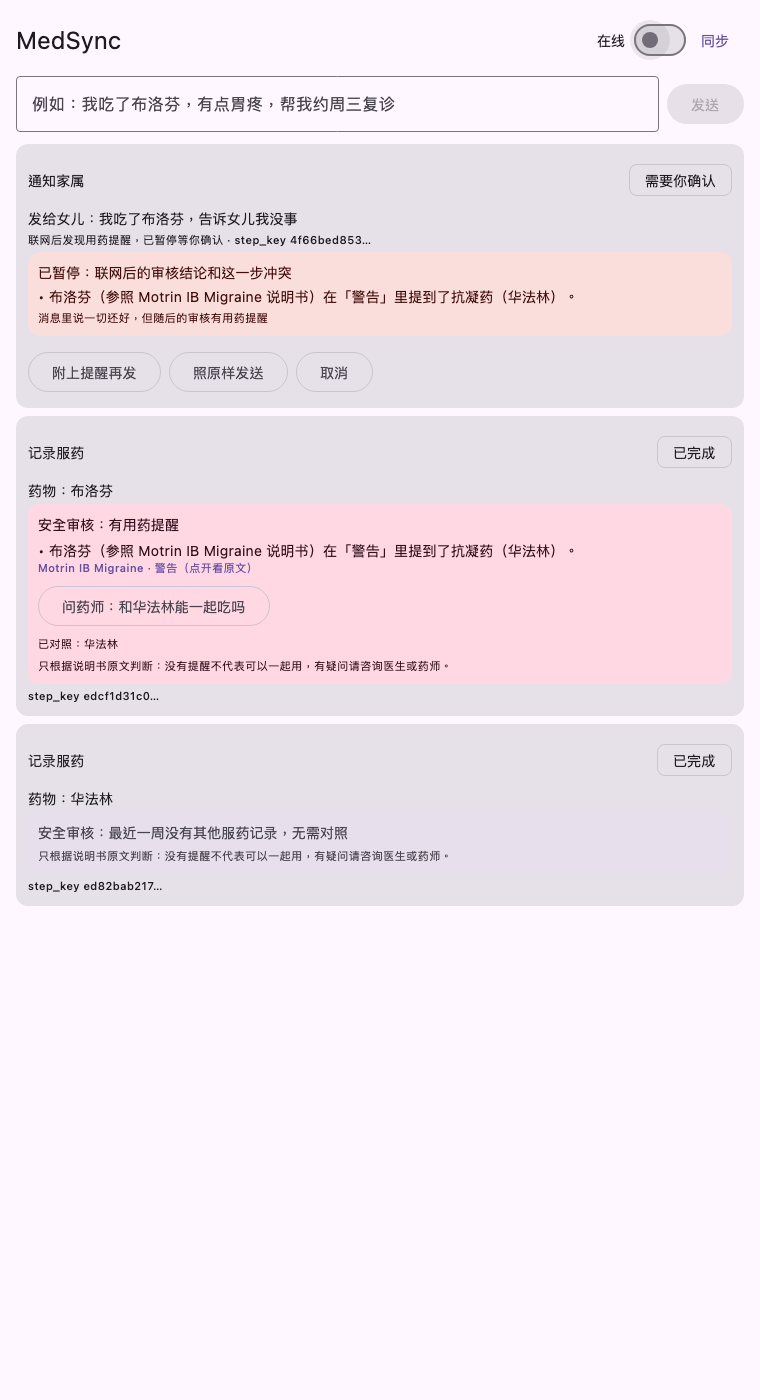 MedSync
在线
同步
例如：我吃了布洛芬，有点胃疼，帮我约周三复诊
发送
通知家属
需要你确认
发给女儿：我吃了布洛芬，告诉女儿我没事
联网后发现用药提醒，已暂停等你确认 · step_key 4f66bed853...
已暂停：联网后的审核结论和这一步冲突
• 布洛芬（参照 Motrin IB Migraine 说明书）在「警告」里提到了抗凝药（华法林）。
消息里说一切还好，但随后的审核有用药提醒
附上提醒再发
照原样发送
取消
记录服药
已完成
药物：布洛芬
安全审核：有用药提醒
• 布洛芬（参照 Motrin IB Migraine 说明书）在「警告」里提到了抗凝药（华法林）。
Motrin IB Migraine · 警告（点开看原文）
问药师：和华法林能一起吃吗
已对照：华法林
只根据说明书原文判断：没有提醒不代表可以一起用，有疑问请咨询医生或药师。
step_key edcf1d31c0...
记录服药
已完成
药物：华法林
安全审核：最近一周没有其他服药记录，无需对照
只根据说明书原文判断：没有提醒不代表可以一起用，有疑问请咨询医生或药师。
step_key ed82bab217...